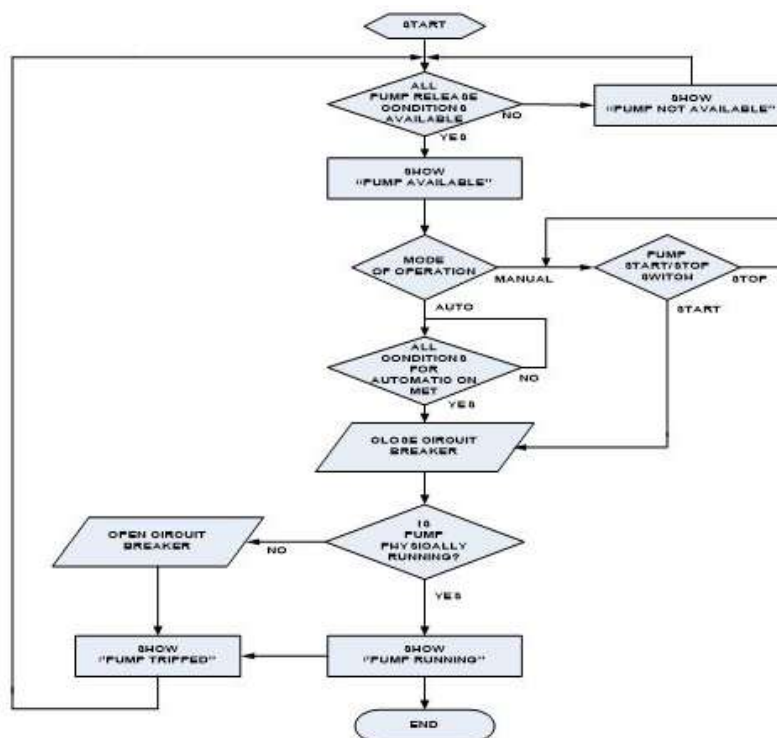 START
ALL
PUMP RELEASE
CONDITIONS
AVAILABLE
NO
YES
SHOW
"PUMP NOT AVAILABLE"
SHOW
"PUMP AVAILABLE"
MODE
OF OPERATION
MANUAL
AUTO
PUMP
START/STOP
SWITCH
STOP
START
ALL
CONDITIONS
FOR
AUTOMATIC ON
MET
NO
YES
CLOSE CIRCUIT
BREAKER
IS
PUMP
PHYSICALLY
RUNNING?
NO
YES
OPEN CIRCUIT
BREAKER
SHOW
"PUMP TRIPPED"
SHOW
"PUMP RUNNING"
END